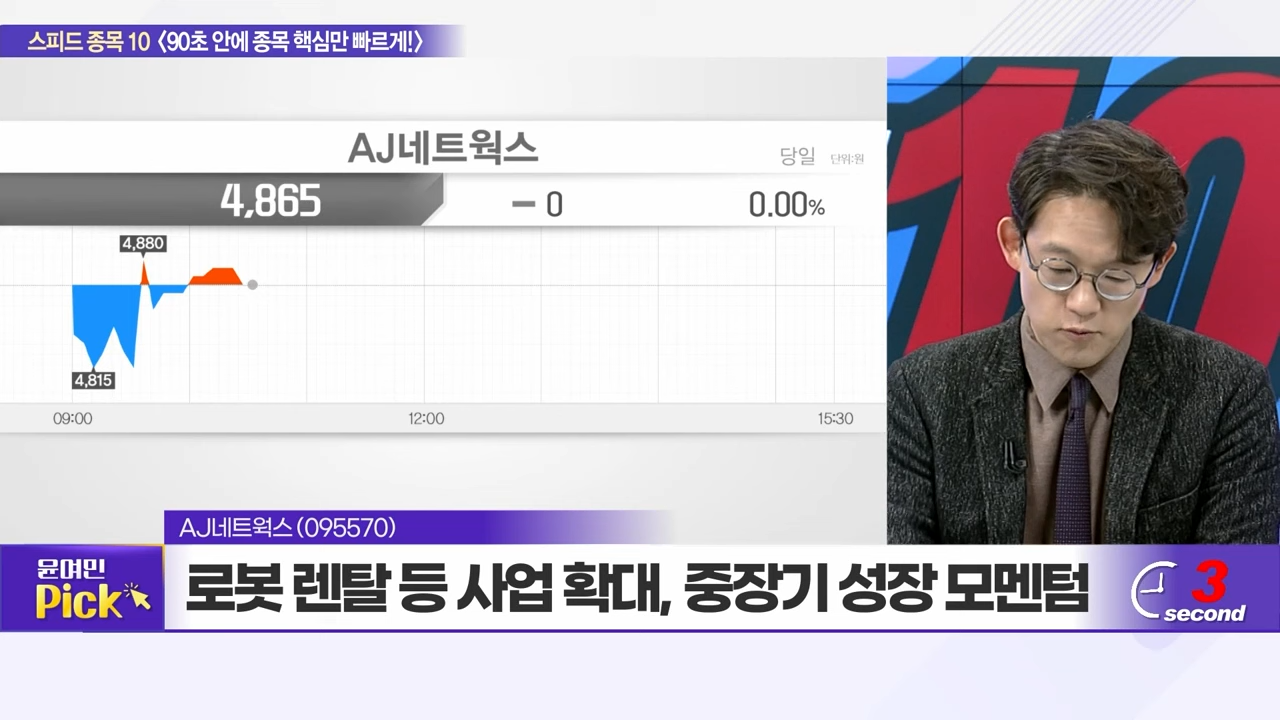 스피드 종목 10 <90초 안에 종목 핵심만 빠르게!>
AJ네트웍스
당일 단위:원
4,865 - 0 0.00%
4,880
4,815
09:00 12:00 15:30
AJ네트웍스 (095570)
윤여민
Pick
로봇 렌탈 등 사업 확대, 중장기 성장 모멘텀
3
second
10